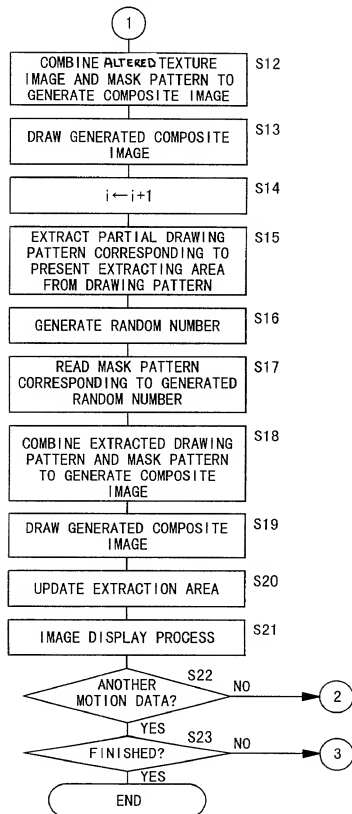 1
COMBINE ALTERED TEXTURE
IMAGE AND MASK PATTERN TO
GENERATE COMPOSITE IMAGE
S12
DRAW GENERATED COMPOSITE
IMAGE
S13
i←i+1
S14
EXTRACT PARTIAL DRAWING
PATTERN CORRESPONDING TO
PRESENT EXTRACTING AREA
FROM DRAWING PATTERN
S15
GENERATE RANDOM NUMBER
S16
READ MASK PATTERN
CORRESPONDING TO GENERATED
RANDOM NUMBER
S17
COMBINE EXTRACTED DRAWING
PATTERN AND MASK PATTERN
TO GENERATE COMPOSITE
IMAGE
S18
DRAW GENERATED COMPOSITE
IMAGE
S19
UPDATE EXTRACTION AREA
S20
IMAGE DISPLAY PROCESS
S21
ANOTHER
MOTION DATA?
S22
NO
2
YES
FINISHED?
S23
NO
3
YES
END